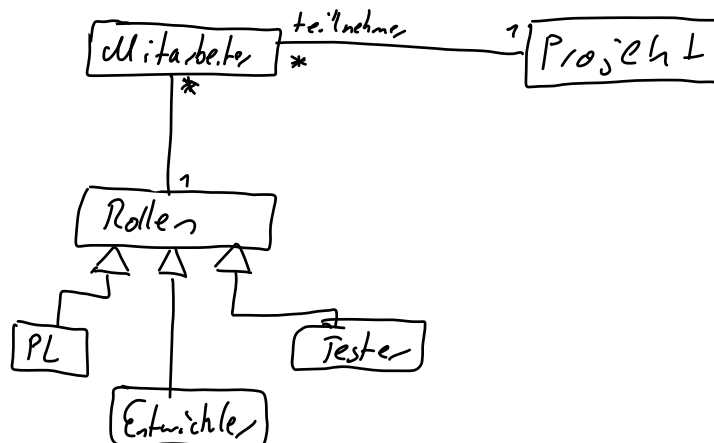 teilnehmer
Mitarbeiter
*
1
Projekt
*
1
Rollen
PL
Tester
Entwickler